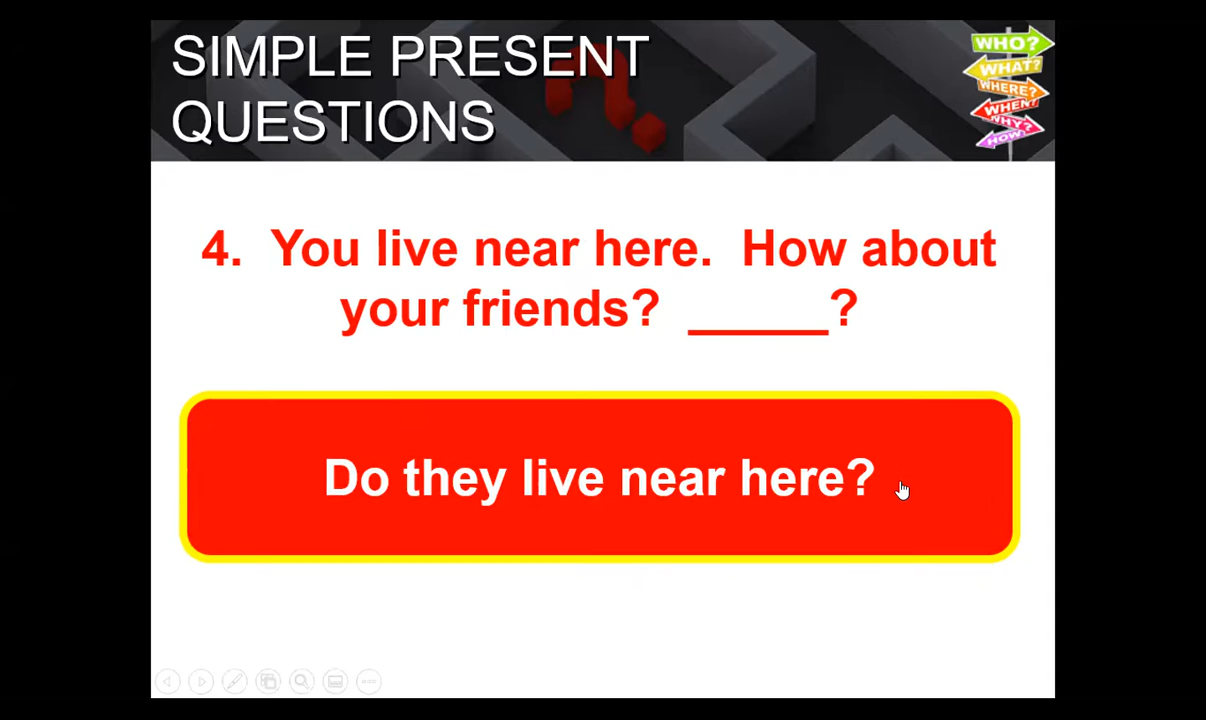 SIMPLE PRESENT
QUESTIONS
WHO?
WHAT?
WHERE?
WHEN?
WHY?
HOW?
4. You live near here. How about
your friends? _____?
Do they live near here?